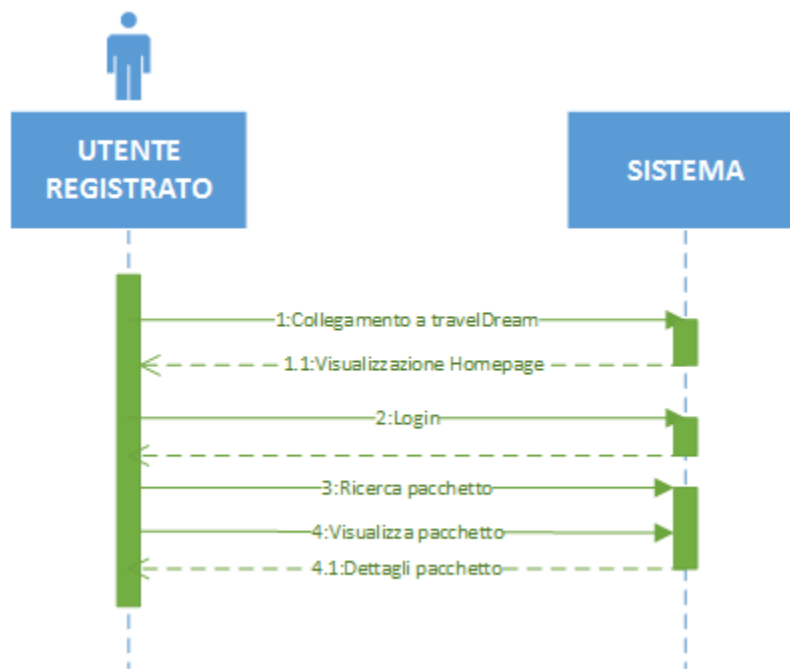 UTENTE
REGISTRATO
SISTEMA
1:Collegamento a travelDream
1.1:Visualizzazione Homepage
2:Login
3:Ricerca pacchetto
4:Visualizza pacchetto
4.1:Dettagli pacchetto